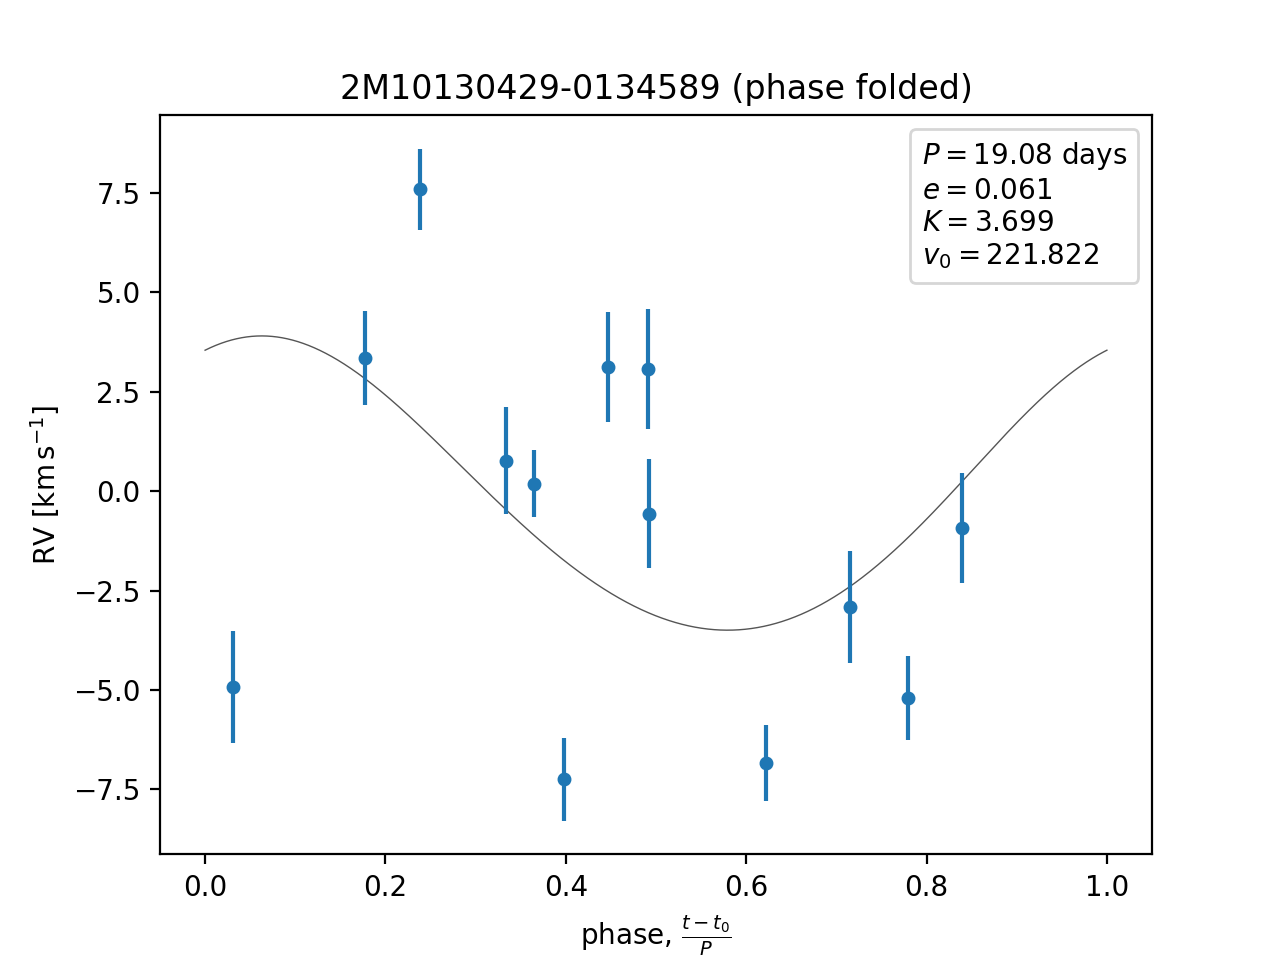 2M10130429-0134589 (phase folded)
P = 19.08 days
e = 0.061
K = 3.699
v₀ = 221.822
7.5
5.0
2.5
0.0
−2.5
−5.0
−7.5
RV [km s⁻¹]
0.0 0.2 0.4 0.6 0.8 1.0
phase, (t − t₀)/P